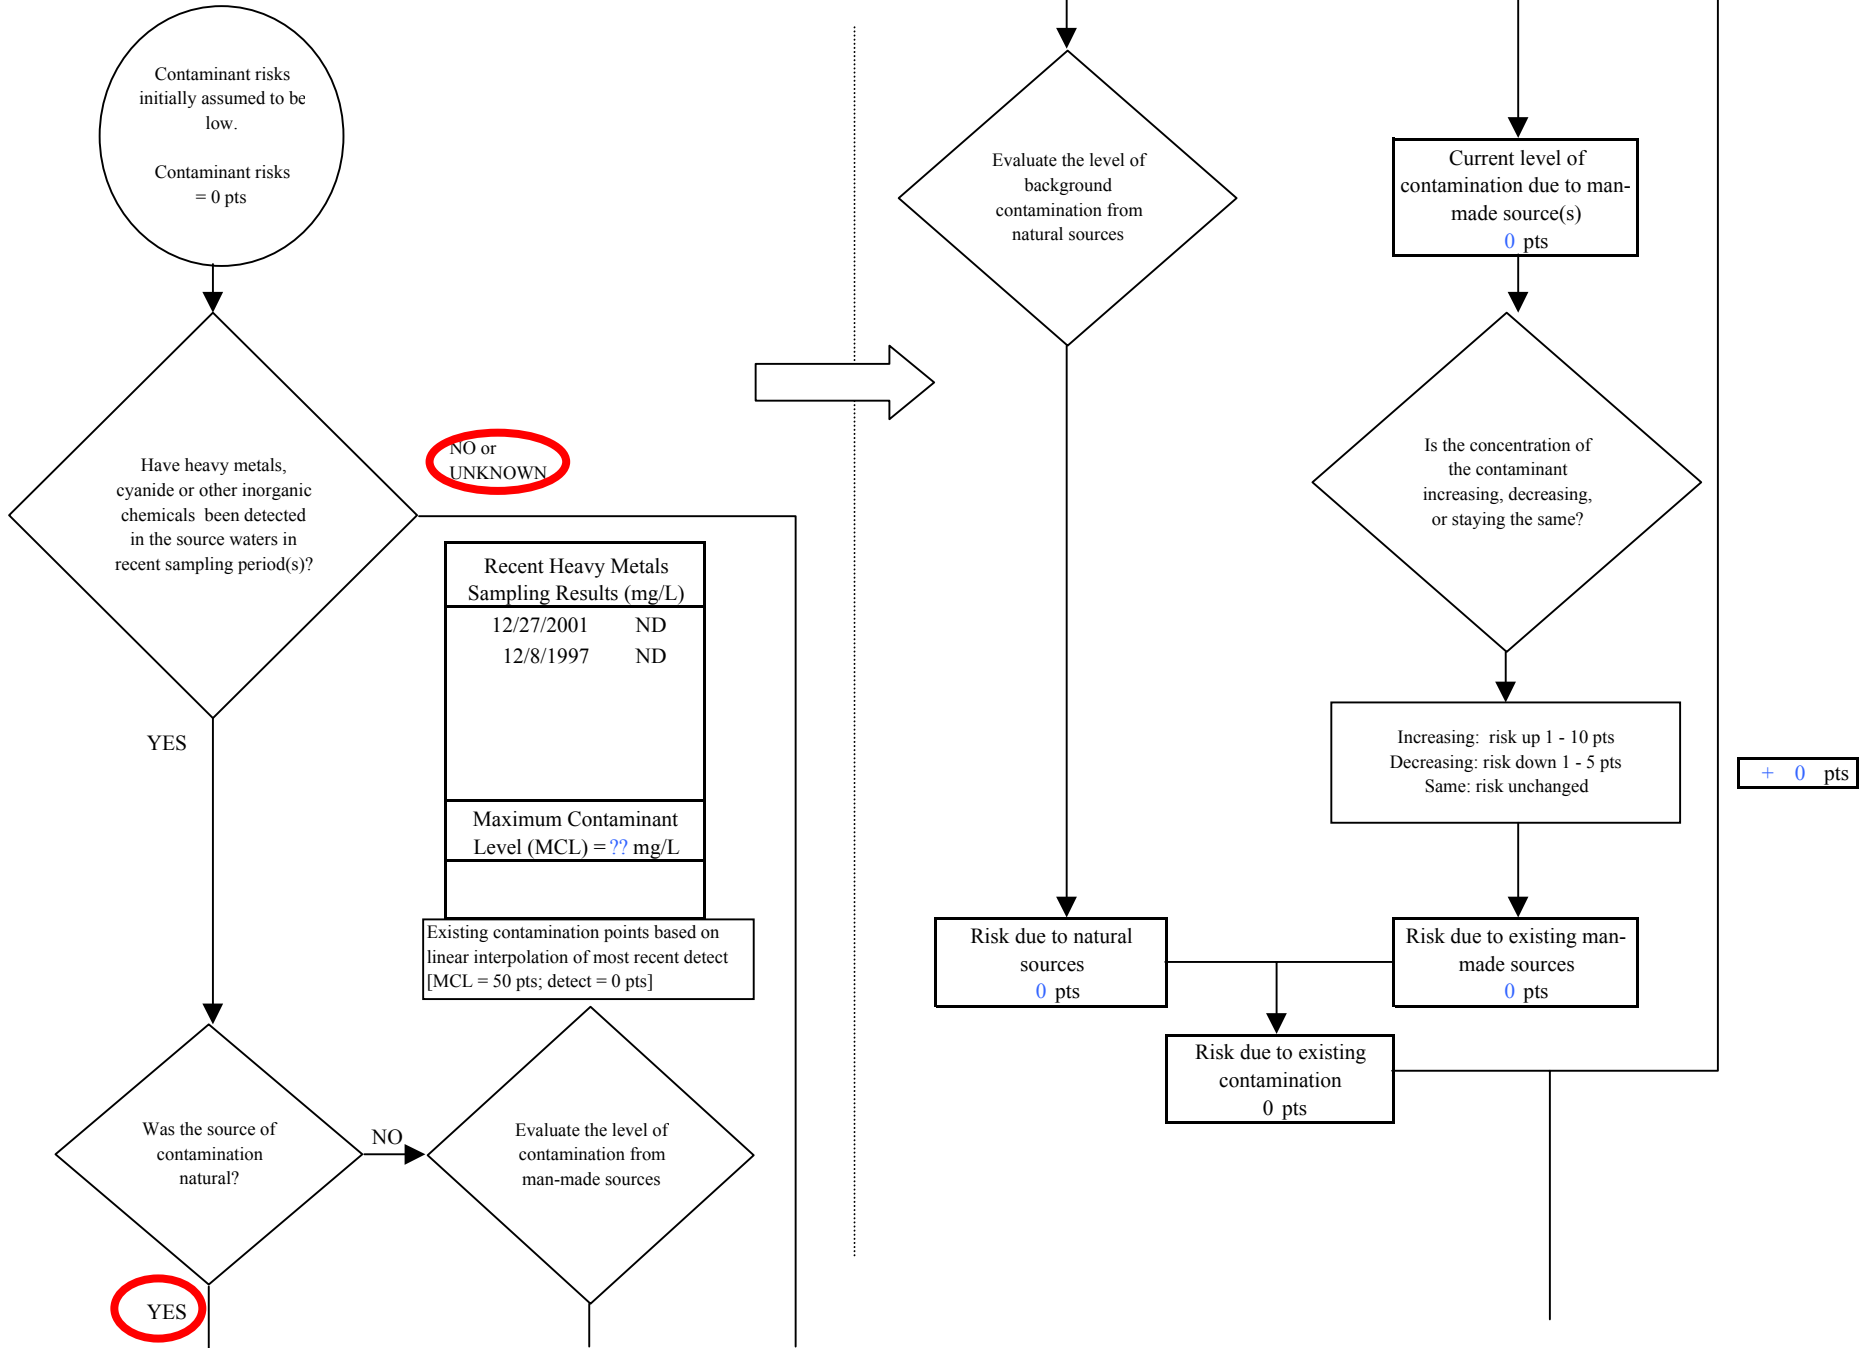 Contaminant risks
initially assumed to be
low.
Contaminant risks
= 0 pts
Have heavy metals,
cyanide or other inorganic
chemicals been detected
in the source waters in
recent sampling period(s)?
NO or
UNKNOWN
YES
Recent Heavy Metals
Sampling Results (mg/L)
12/27/2001 ND
12/8/1997 ND
Maximum Contaminant
Level (MCL) = ?? mg/L
Existing contamination points based on
linear interpolation of most recent detect
[MCL = 50 pts; detect = 0 pts]
Was the source of
contamination
natural?
NO
Evaluate the level of
contamination from
man-made sources
YES
Evaluate the level of
background
contamination from
natural sources
Current level of
contamination due to man-
made source(s)
0 pts
Is the concentration of
the contaminant
increasing, decreasing,
or staying the same?
Increasing: risk up 1 - 10 pts
Decreasing: risk down 1 - 5 pts
Same: risk unchanged
+ 0 pts
Risk due to natural
sources
0 pts
Risk due to existing man-
made sources
0 pts
Risk due to existing
contamination
0 pts